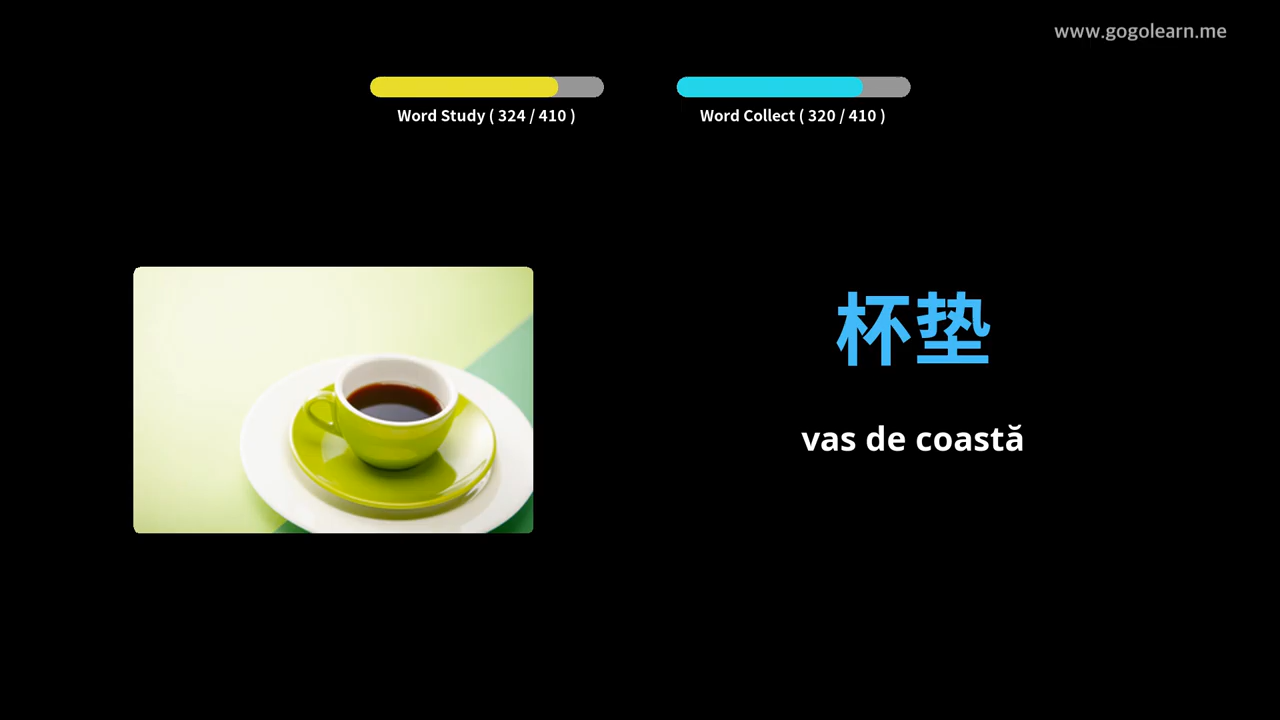 www.gogolearn.me
Word Study ( 324 / 410 )
Word Collect ( 320 / 410 )
杯垫
vas de coastă